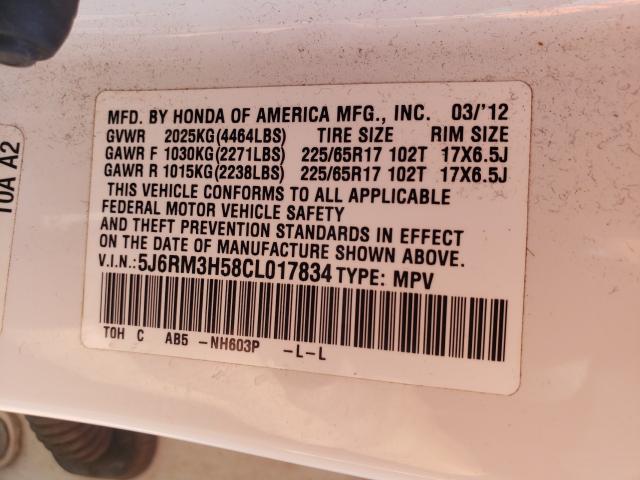 MFD. BY HONDA OF AMERICA MFG., INC. 03/'12
GVWR 2025KG(4464LBS) TIRE SIZE RIM SIZE
GAWR F 1030KG(2271LBS) 225/65R17 102T 17X6.5J
GAWR R 1015KG(2238LBS) 225/65R17 102T 17X6.5J
THIS VEHICLE CONFORMS TO ALL APPLICABLE
FEDERAL MOTOR VEHICLE SAFETY
AND THEFT PREVENTION STANDARDS IN EFFECT
ON THE DATE OF MANUFACTURE SHOWN ABOVE.
V.I.N.:5J6RM3H58CL017834 TYPE: MPV
TOH C AB5 -NH603P -L-L
T0A A2